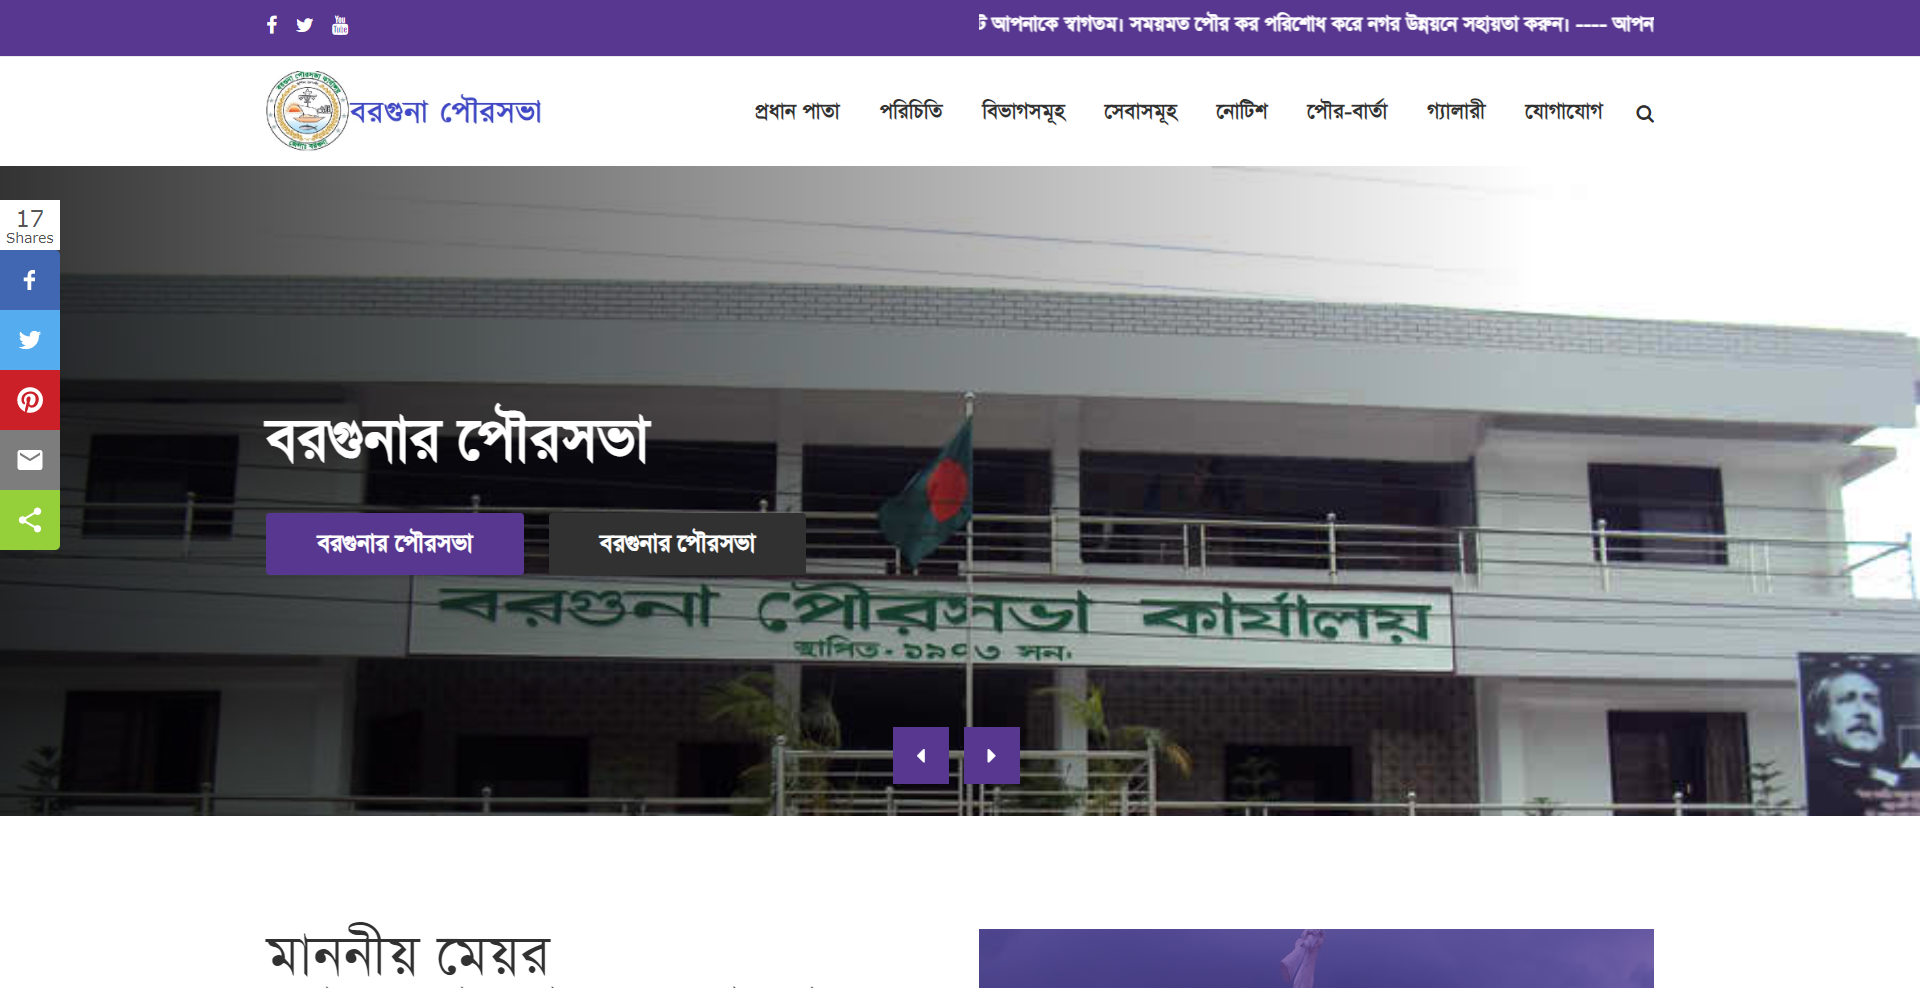 আপনাকে স্বাগতম। সময়মত পৌর কর পরিশোধ করে নগর উন্নয়নে সহায়তা করুন। ---- আপন
বরগুনা পৌরসভা
প্রধান পাতা পরিচিতি বিভাগসমূহ সেবাসমূহ নোটিশ পৌর-বার্তা গ্যালারী যোগাযোগ
17
Shares
বরগুনার পৌরসভা
বরগুনার পৌরসভা বরগুনার পৌরসভা
বরগুনা পৌরসভা কার্যালয়
স্থাপিত- ১৯৭৩ সন.
মাননীয় মেয়র